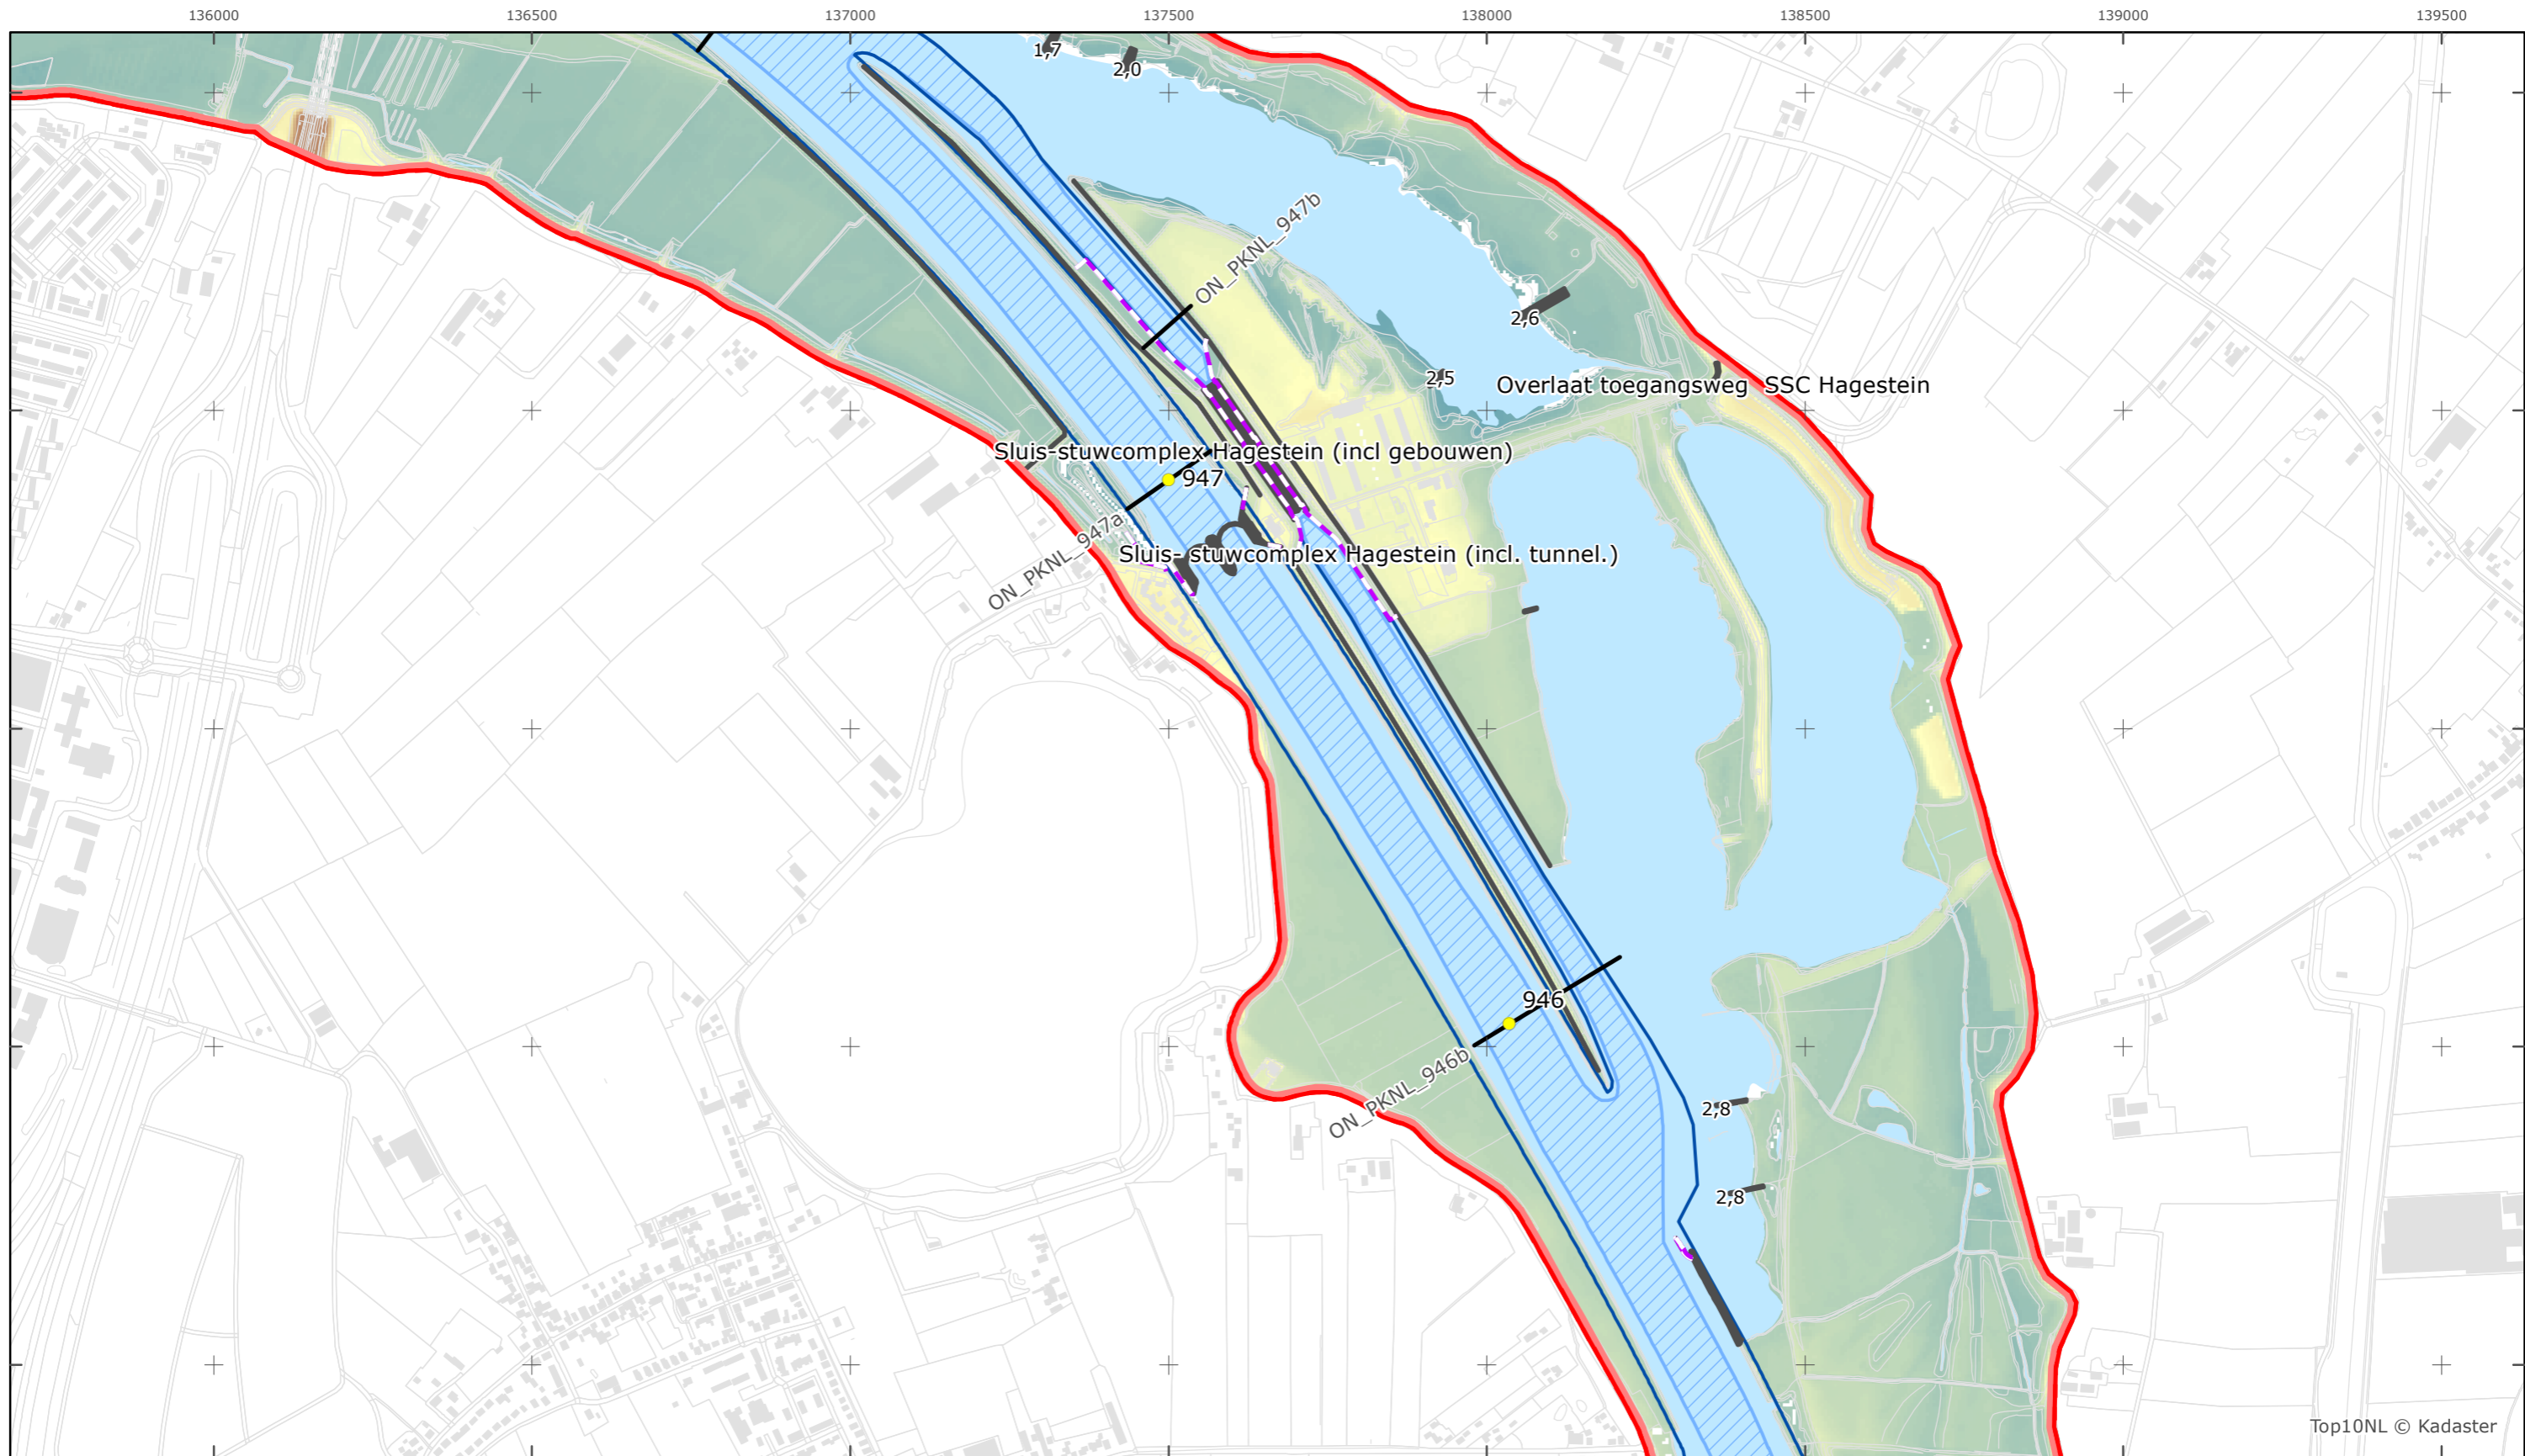 136000 136500 137000 137500 138000 138500 139000 139500
1,7
2,0
ON_PKNL_947b
2,6
2,5
Overlaat toegangsweg SSC Hagestein
Sluis-stuwcomplex Hagestein (incl gebouwen)
947
ON_PKNL_947a
Sluis- stuwcomplex Hagestein (incl. tunnel.)
946
ON_PKNL_946b
2,8
2,8
Top10NL © Kadaster